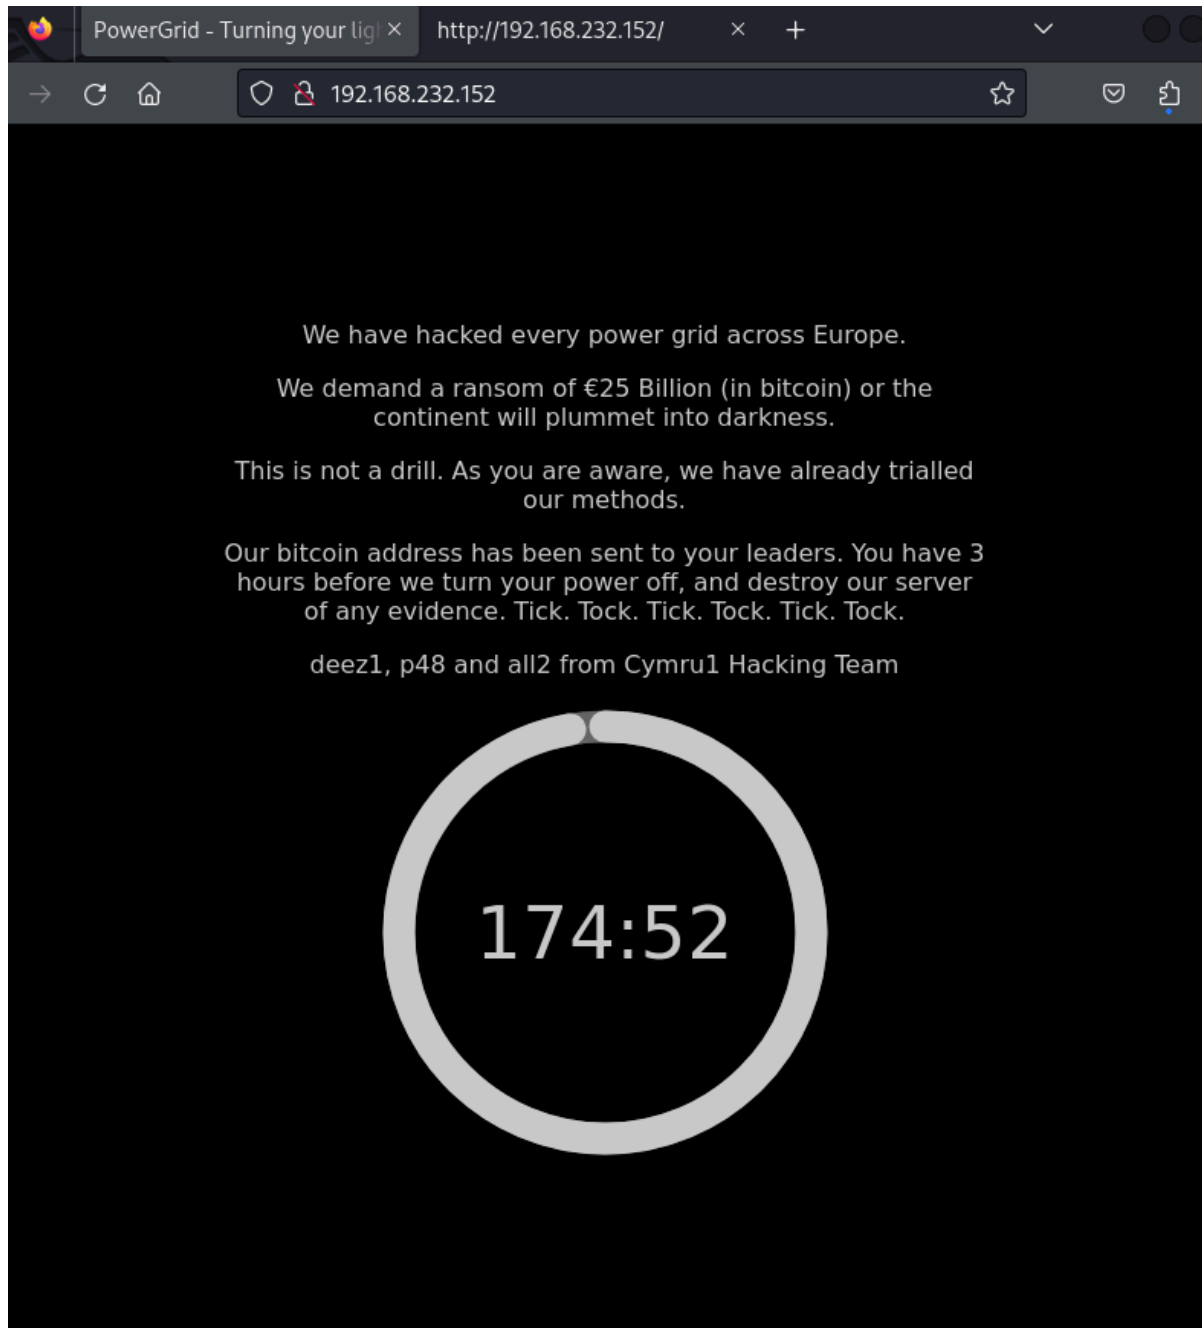 PowerGrid - Turning your lig
http://192.168.232.152/
192.168.232.152
We have hacked every power grid across Europe.
We demand a ransom of €25 Billion (in bitcoin) or the
continent will plummet into darkness.
This is not a drill. As you are aware, we have already trialled
our methods.
Our bitcoin address has been sent to your leaders. You have 3
hours before we turn your power off, and destroy our server
of any evidence. Tick. Tock. Tick. Tock. Tick. Tock.
deez1, p48 and all2 from Cymru1 Hacking Team
174:52